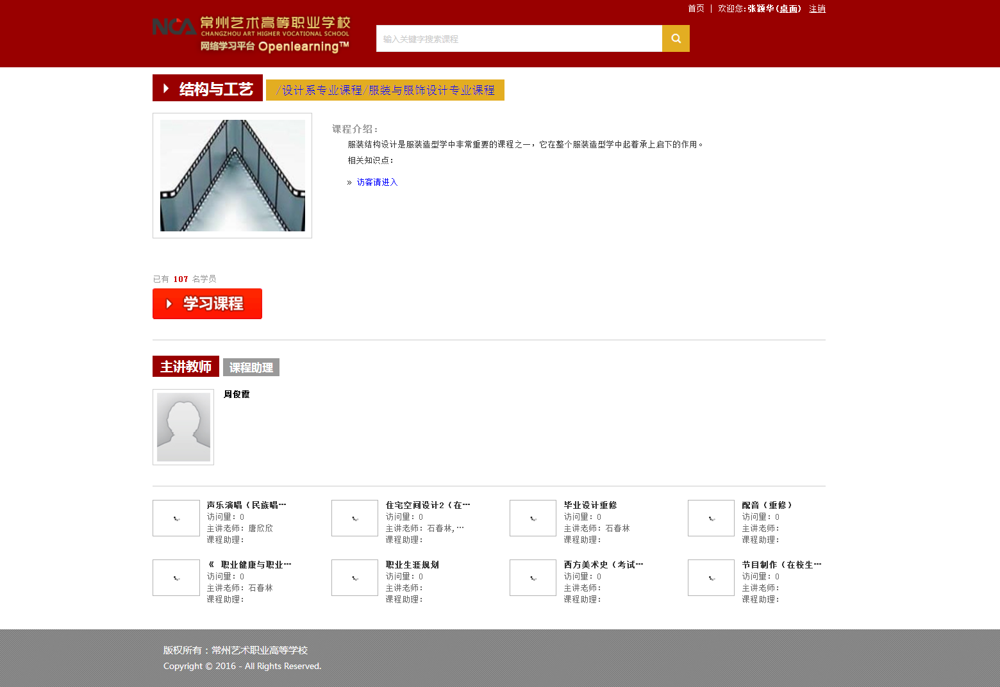 首页 | 欢迎您:张颖华(桌面) 注销
NCA 常州艺术高等职业学校
CHANGZHOU ART HIGHER VOCATIONAL SCHOOL
网络学习平台 Openlearning™
输入关键字搜索课程
结构与工艺 /设计系专业课程/服装与服饰设计专业课程
课程介绍：
服装结构设计是服装造型学中非常重要的课程之一，它在整个服装造型学中起着承上启下的作用。
相关知识点：
» 访客请进入
已有 107 名学员
学习课程
主讲教师 课程助理
周俊霞
声乐演唱（民族唱…
访问量：0
主讲老师：唐欣欣
课程助理：
住宅空间设计2（在…
访问量：0
主讲老师：石春林,…
课程助理：
毕业设计重修
访问量：0
主讲老师：石春林
课程助理：
配音（重修）
访问量：0
主讲老师：
课程助理：
《 职业健康与职业…
访问量：0
主讲老师：石春林
课程助理：
职业生涯规划
访问量：0
主讲老师：
课程助理：
西方美术史（考试…
访问量：0
主讲老师：
课程助理：
节目制作（在校生…
访问量：0
主讲老师：
课程助理：
版权所有：常州艺术职业高等学校
Copyright © 2016 - All Rights Reserved.